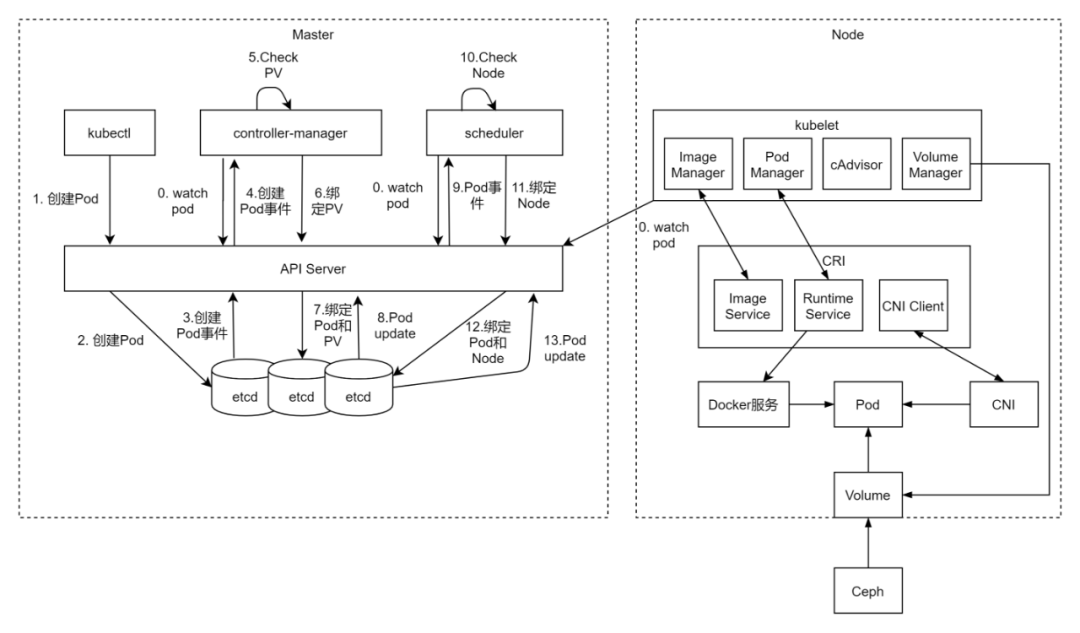 Master
Node
5.Check
PV
10.Check
Node
kubectl
controller-manager
scheduler
kubelet
Image
Manager
Pod
Manager
cAdvisor
Volume
Manager
1. 创建Pod
0. watch
pod
4.创建
Pod事件
6.绑
定PV
0. watch
pod
9.Pod事
件
11.绑定
Node
0. watch
pod
API Server
CRI
Image
Service
Runtime
Service
CNI Client
2. 创建Pod
3.创建
Pod事件
7.绑定
Pod和
PV
8.Pod
update
12.绑定
Pod和
Node
13.Pod
update
etcd
etcd
etcd
Docker服务
Pod
CNI
Volume
Ceph